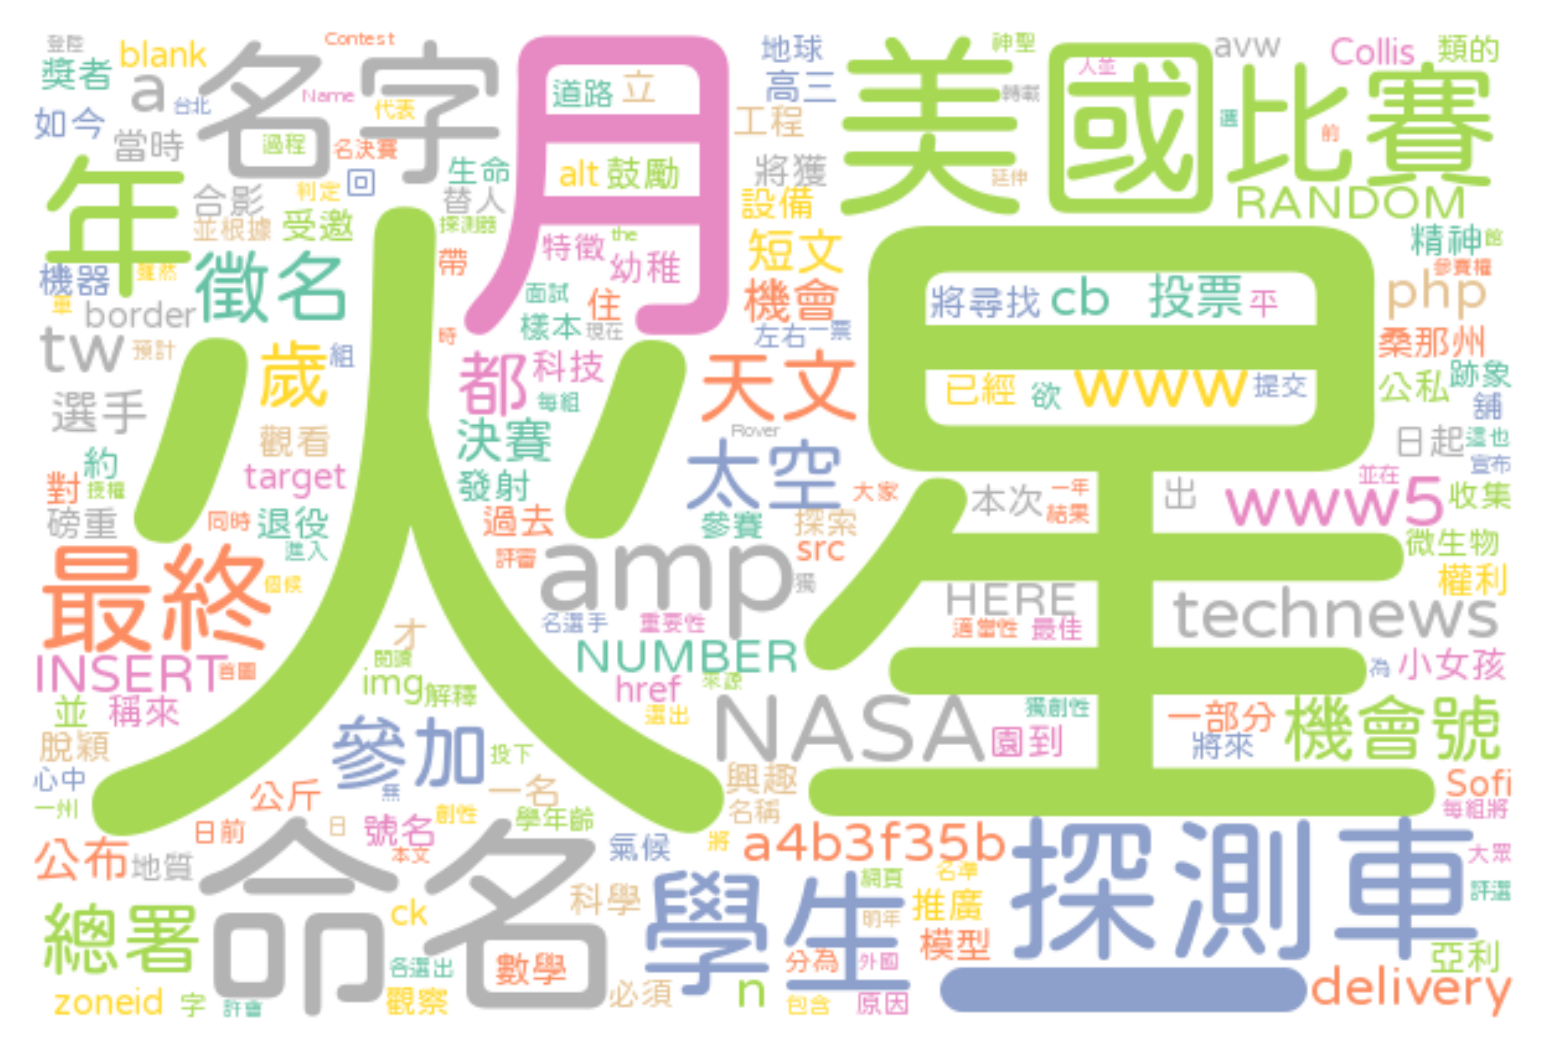 登陸
blank
Contest
名字
月
地球
神聖
美國
avw
Collis
類的
獎者
a
台北
Name
代表
道路
立
高三
轉載
人並
比賽
如今
當時
過程
名決賽
工程
選
前
年
合影
判定
回
生命
alt
鼓勵
將獲
延伸
替人
設備
RANDOM
並根據
受邀
探測器
the
特徵
短文
精神
館
機器
雖然
徵名
帶
幼稚
火星
參賽權
車
border
面試
住
機會
將尋找
cb
投票
平
php
樣本
現在
左右
一票
tw
預計
歲
組
時
都
科技
天文
桑那州
選手
每組
已經
欲
www
提交
公私
跡象
舖
觀看
決賽
Rover
太空
日起
這也
約
target
宣布
對
授權
發射
大家
本次
一年
出
並在
www5
收集
磅重
同時
退役
過去
參賽
探索
結果
進入
評審
src
微生物
最終
個候
amp
獨
權利
HERE
technews
才
名選手
重要性
適當性
最佳
INSERT
首圖
閱讀
NUMBER
為
小女孩
img
解釋
href
來源
並
稱來
選出
NASA
獨創性
一部分
機會號
脫穎
參加
投下
園到
將來
心中
無
一名
興趣
Sofi
一州
公斤
名稱
每組將
日前
日
號名
創性
學年齡
公布
地質
本文
氣候
將
a4b3f35b
探測車
大眾
命名
名準
總署
ck
科學
學生
網頁
推廣
評選
明年
各選出
數學
模型
分為
外國
亞利
zoneid
字
許會
觀察
必須
n
包含
原因
一
delivery